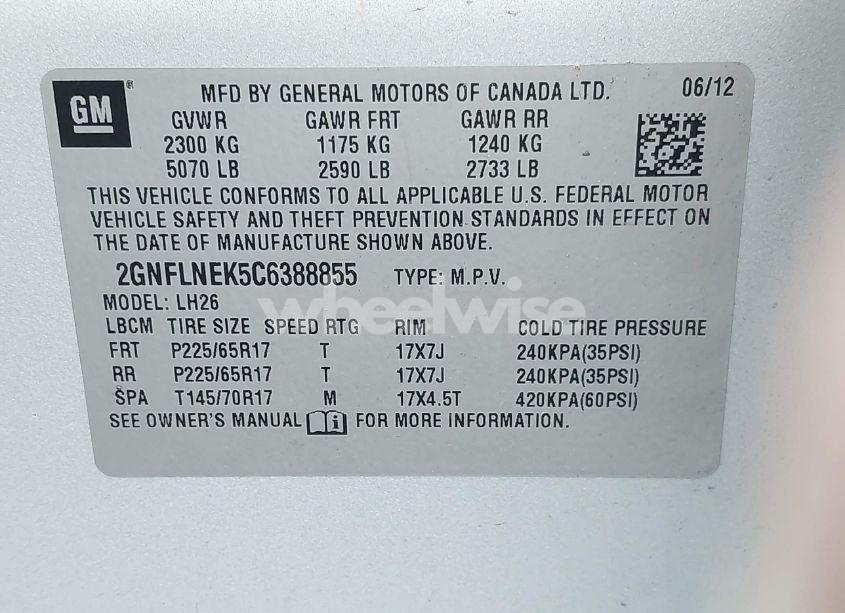 GM
MFD BY GENERAL MOTORS OF CANADA LTD. 06/12
GVWR GAWR FRT GAWR RR
2300 KG 1175 KG 1240 KG
5070 LB 2590 LB 2733 LB
THIS VEHICLE CONFORMS TO ALL APPLICABLE U.S. FEDERAL MOTOR
VEHICLE SAFETY AND THEFT PREVENTION STANDARDS IN EFFECT ON
THE DATE OF MANUFACTURE SHOWN ABOVE.
2GNFLNEK5C6388855 TYPE: M.P.V.
MODEL: LH26
wheelwise
LBCM TIRE SIZE SPEED RTG RIM COLD TIRE PRESSURE
FRT P225/65R17 T 17X7J 240KPA(35PSI)
RR P225/65R17 T 17X7J 240KPA(35PSI)
SPA T145/70R17 M 17X4.5T 420KPA(60PSI)
SEE OWNER'S MANUAL i FOR MORE INFORMATION.